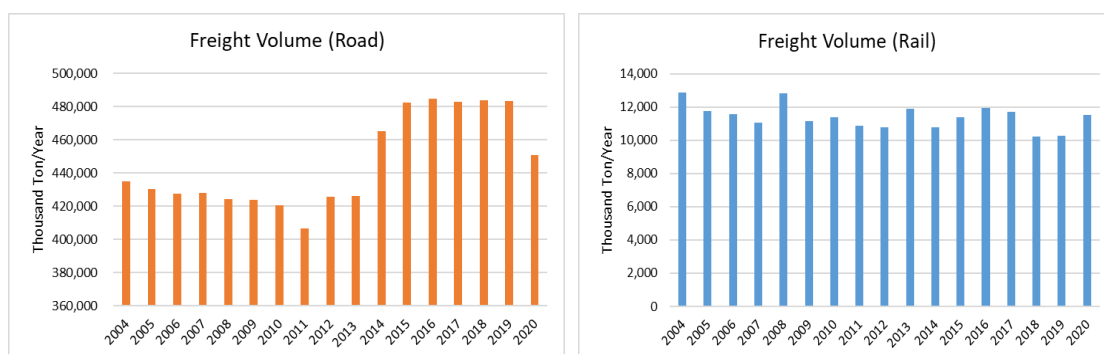 Freight Volume (Road)
Thousand Ton/Year
500,000
480,000
460,000
440,000
420,000
400,000
380,000
360,000
2004 2005 2006 2007 2008 2009 2010 2011 2012 2013 2014 2015 2016 2017 2018 2019 2020
Freight Volume (Rail)
Thousand Ton/Year
14,000
12,000
10,000
8,000
6,000
4,000
2,000
0
2004 2005 2006 2007 2008 2009 2010 2011 2012 2013 2014 2015 2016 2017 2018 2019 2020